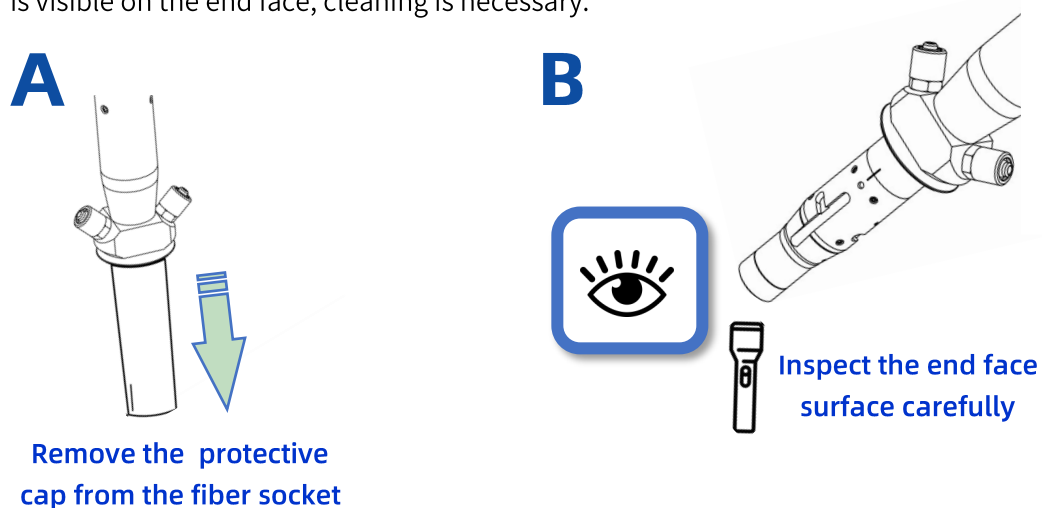 is visible on the end face, cleaning is necessary.
A
B
Inspect the end face
surface carefully
Remove the protective
cap from the fiber socket